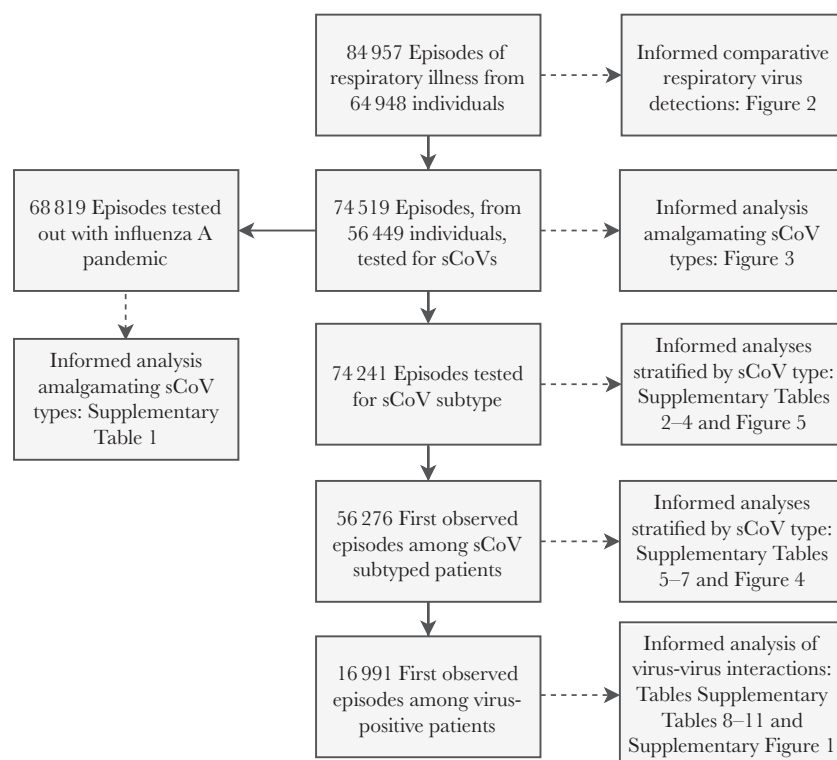 84 957 Episodes of
respiratory illness from
64 948 individuals
Informed comparative
respiratory virus
detections: Figure 2
68 819 Episodes tested
out with influenza A
pandemic
74 519 Episodes, from
56 449 individuals,
tested for sCoVs
Informed analysis
amalgamating sCoV
types: Figure 3
Informed analysis
amalgamating sCoV
types: Supplementary
Table 1
74 241 Episodes tested
for sCoV subtype
Informed analyses
stratified by sCoV type:
Supplementary Tables
2–4 and Figure 5
56 276 First observed
episodes among sCoV
subtyped patients
Informed analyses
stratified by sCoV type:
Supplementary Tables
5–7 and Figure 4
16 991 First observed
episodes among virus-
positive patients
Informed analysis of
virus-virus interactions:
Tables Supplementary
Tables 8–11 and
Supplementary Figure 1